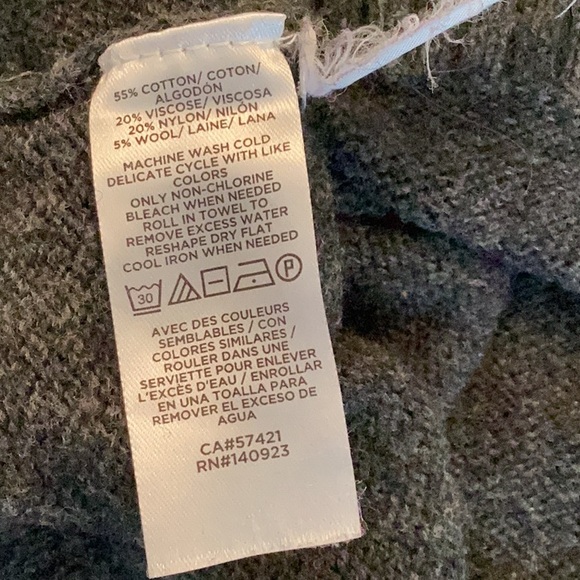 55% COTTON/ COTON/
ALGODÓN
20% VISCOSE/ VISCOSA
20% NYLON/ NILÓN
5% WOOL/ LAINE/ LANA
MACHINE WASH COLD
DELICATE CYCLE WITH LIKE
COLORS
ONLY NON-CHLORINE
BLEACH WHEN NEEDED
ROLL IN TOWEL TO
REMOVE EXCESS WATER
RESHAPE DRY FLAT
COOL IRON WHEN NEEDED
30 P
AVEC DES COULEURS
SEMBLABLES / CON
COLORES SIMILARES /
ROULER DANS UNE
SERVIETTE POUR ENLEVER
L'EXCÈS D'EAU / ENROLLAR
EN UNA TOALLA PARA
REMOVER EL EXCESO DE
AGUA
CA#57421
RN#140923